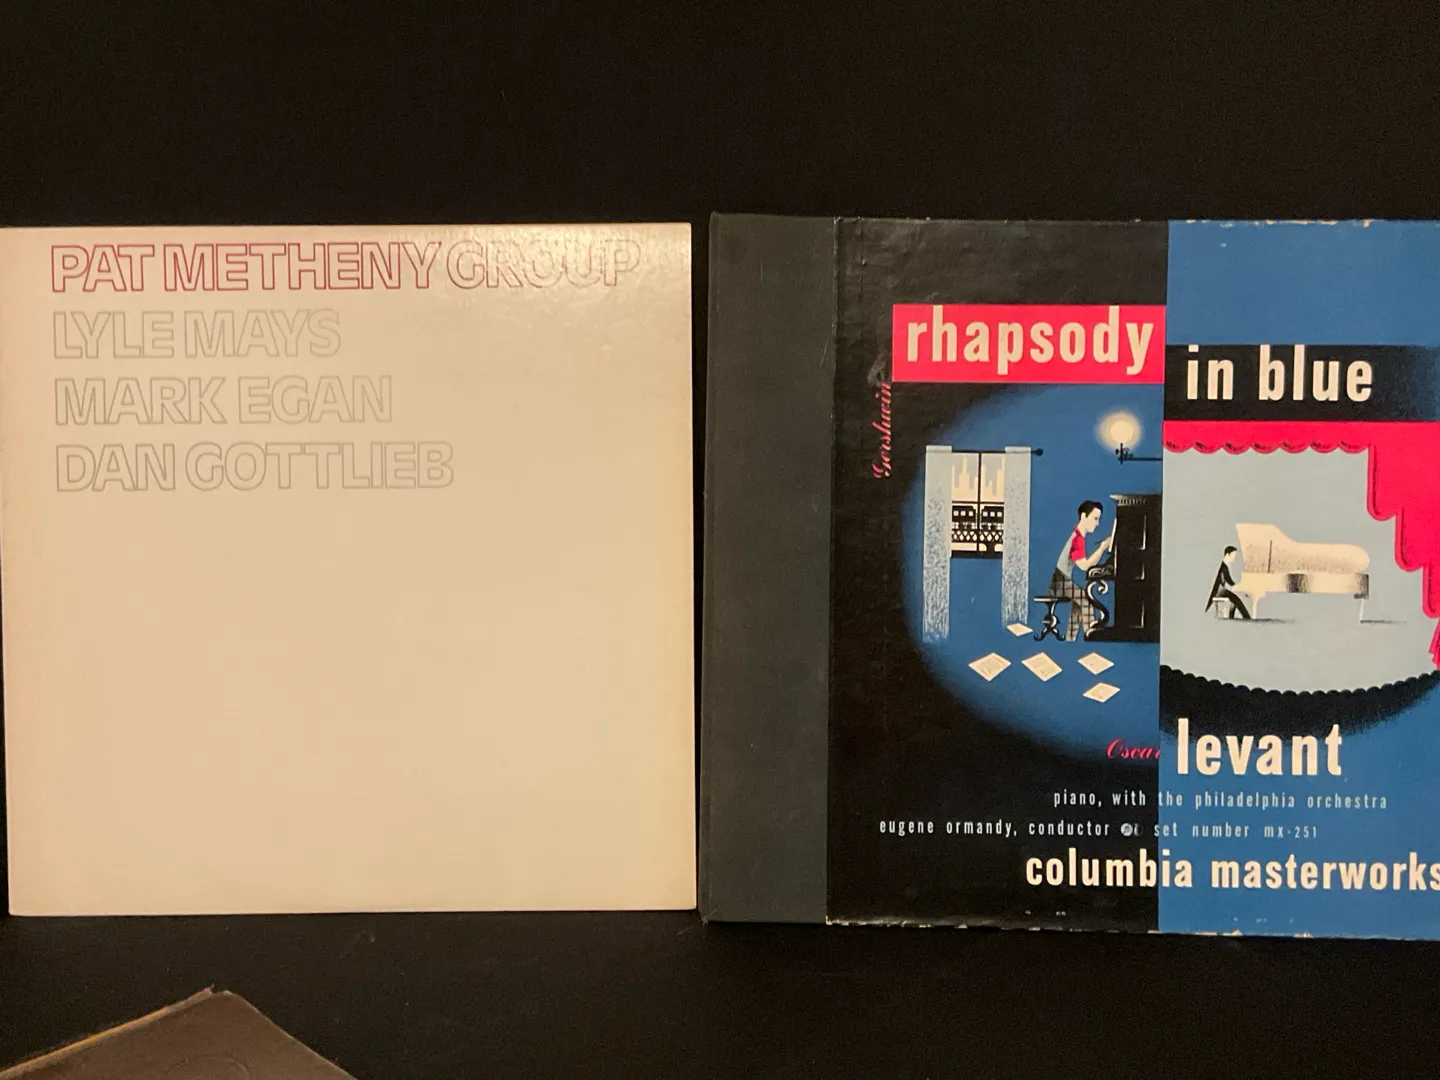 PAT METHENY GROUP
LYLE MAYS
MARK EGAN
DAN GOTTLIEB
rhapsody
in blue
Gershwin
Oscar
levant
piano, with the philadelphia orchestra
eugene ormandy, conductor set number mx-251
columbia masterworks